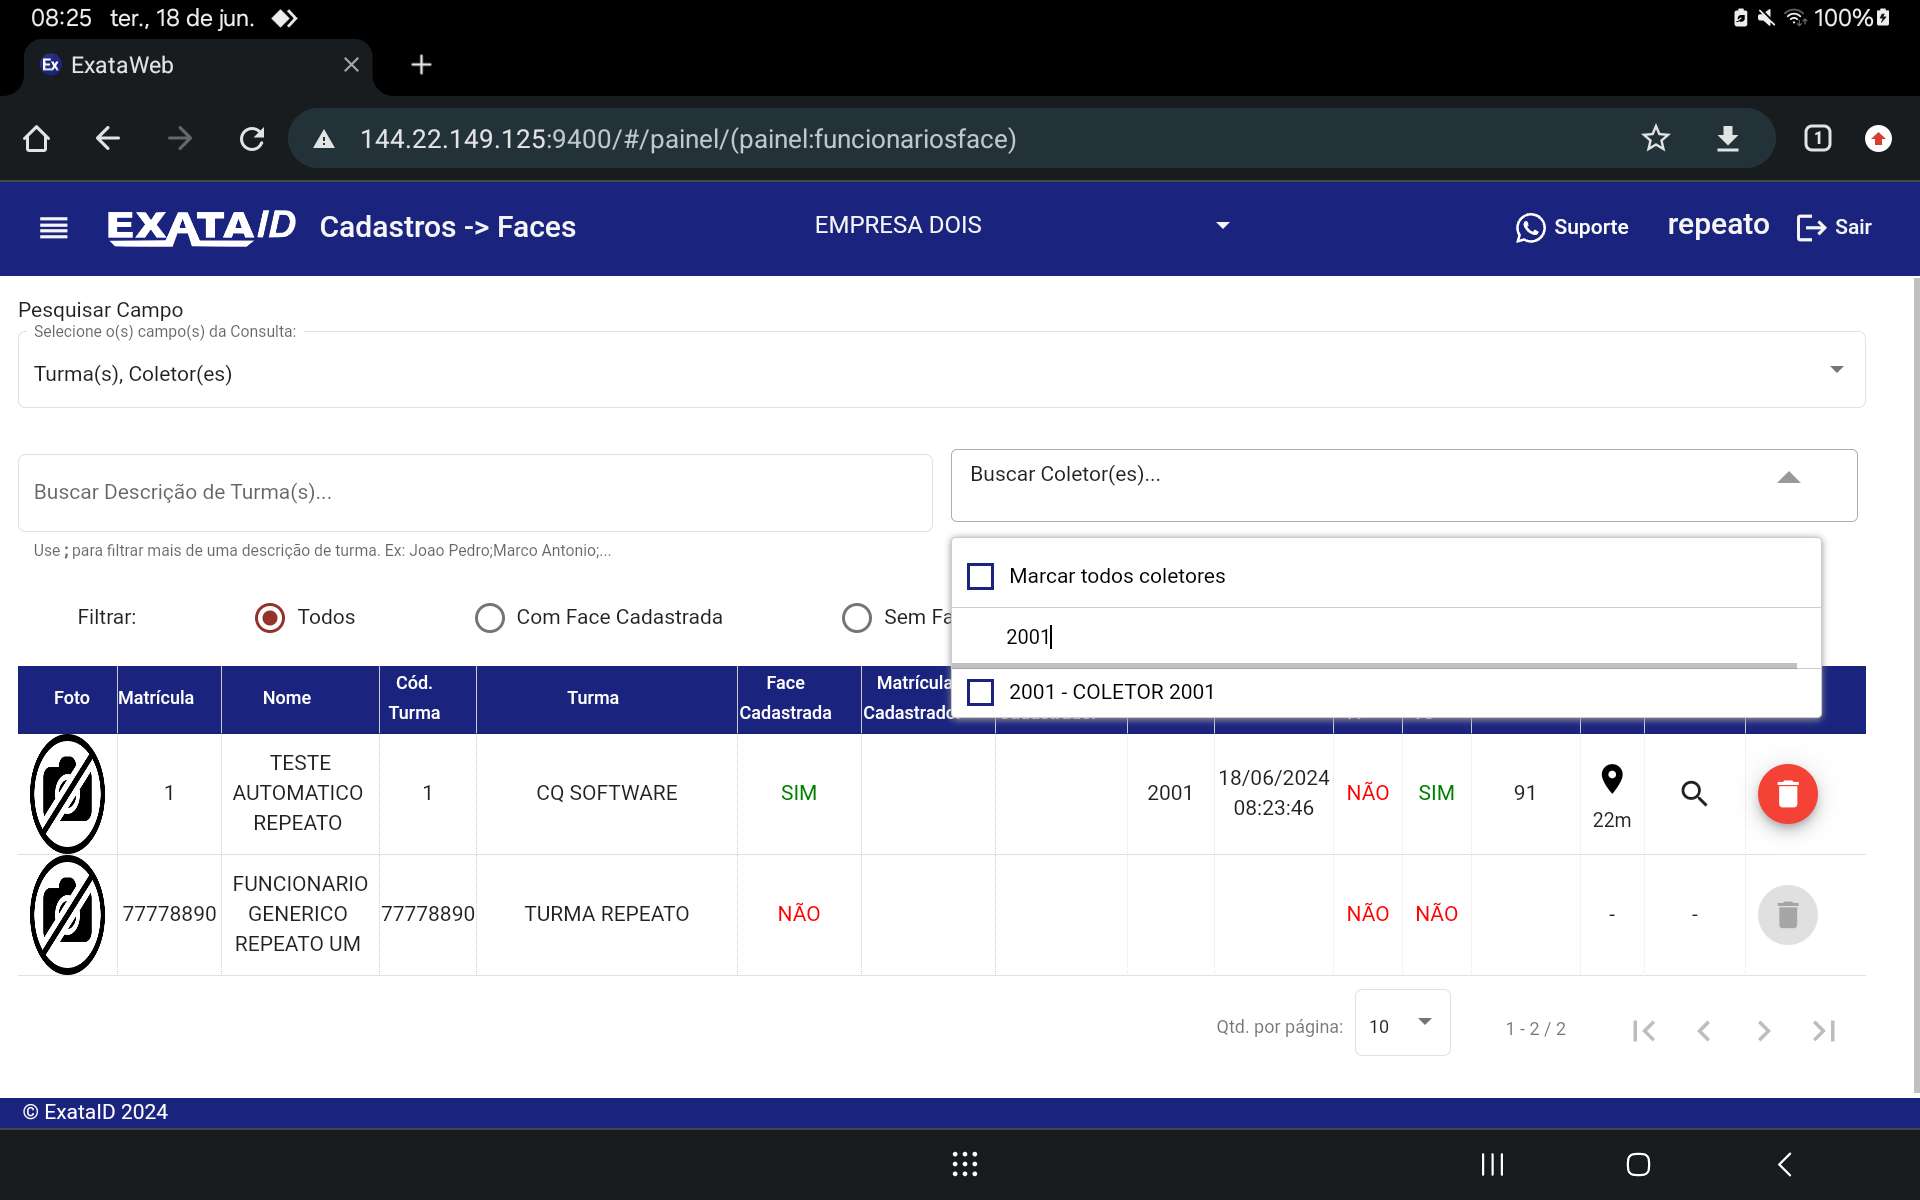 08:25 ter., 18 de jun.
100%
Ex ExataWeb
144.22.149.125:9400/#/painel/(painel:funcionariosface)
1
EXATA/ID Cadastros -> Faces EMPRESA DOIS Suporte repeato Sair
Pesquisar Campo
Selecione o(s) campo(s) da Consulta:
Turma(s), Coletor(es)
Buscar Descrição de Turma(s)...
Buscar Coletor(es)...
Use ; para filtrar mais de uma descrição de turma. Ex: Joao Pedro;Marco Antonio;...
Marcar todos coletores
Filtrar: Todos Com Face Cadastrada Sem Fa
2001
2001 - COLETOR 2001
Foto Matrícula Nome Cód. Turma Turma Face Cadastrada Matrícula Cadastrador
TESTE
AUTOMATICO
REPEATO
1 1 CQ SOFTWARE SIM 2001 18/06/2024 08:23:46 NÃO SIM 91 22m
FUNCIONARIO
GENERICO
REPEATO UM
77778890 77778890 TURMA REPEATO NÃO NÃO NÃO - -
Qtd. por página: 10 1 - 2 / 2
© ExataID 2024